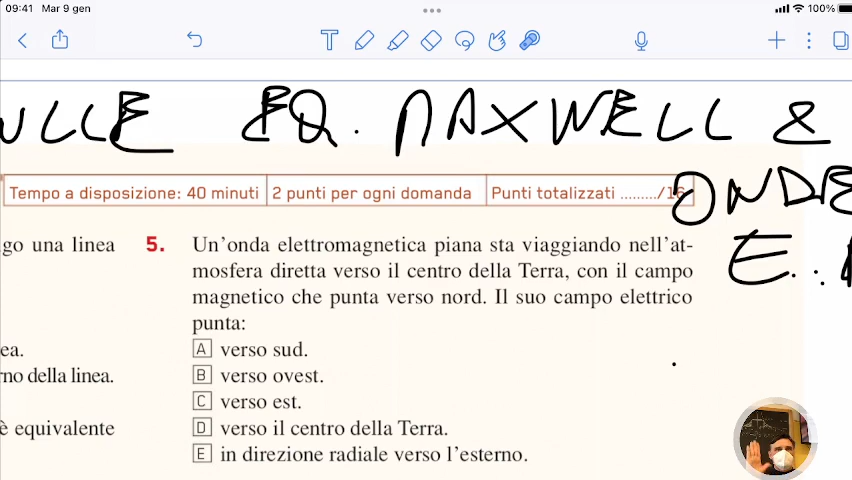 09:41 Mar 9 gen 100%
ULLE EQ. MAXWELL &
ONDE
E..
Tempo a disposizione: 40 minuti 2 punti per ogni domanda Punti totalizzati ........./16
go una linea
ea.
no della linea.
è equivalente
5. Un'onda elettromagnetica piana sta viaggiando nell'at-
mosfera diretta verso il centro della Terra, con il campo
magnetico che punta verso nord. Il suo campo elettrico
punta:
A verso sud.
B verso ovest.
C verso est.
D verso il centro della Terra.
E in direzione radiale verso l'esterno.